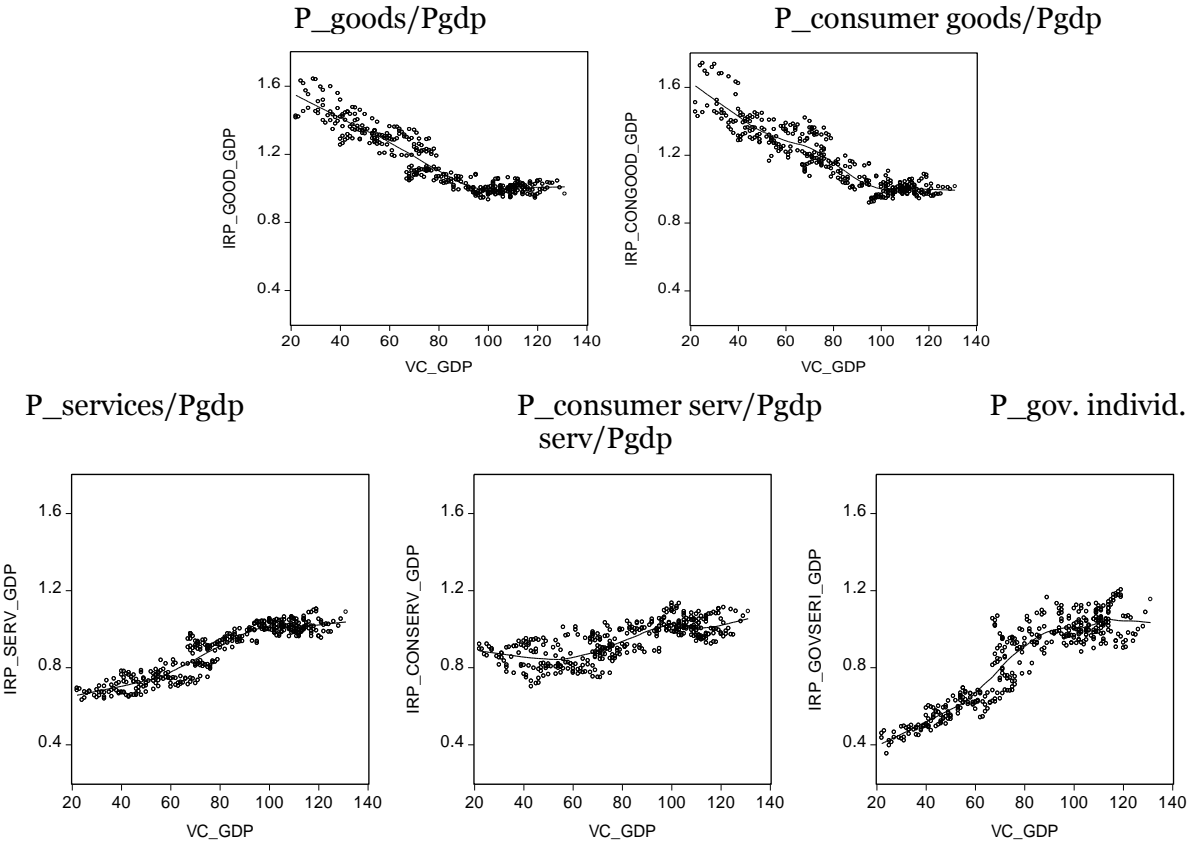 P_goods/Pgdp
P_consumer goods/Pgdp
IRP_GOOD_GDP
1.6
1.2
0.8
0.4
20 40 60 80 100 120 140
VC_GDP
IRP_CONGOOD_GDP
1.6
1.2
0.8
0.4
20 40 60 80 100 120 140
VC_GDP
P_services/Pgdp
P_consumer serv/Pgdp
P_gov. individ.
serv/Pgdp
IRP_SERV_GDP
1.6
1.2
0.8
0.4
20 40 60 80 100 120 140
VC_GDP
IRP_CONSERV_GDP
1.6
1.2
0.8
0.4
20 40 60 80 100 120 140
VC_GDP
IRP_GOVSERI_GDP
1.6
1.2
0.8
0.4
20 40 60 80 100 120 140
VC_GDP